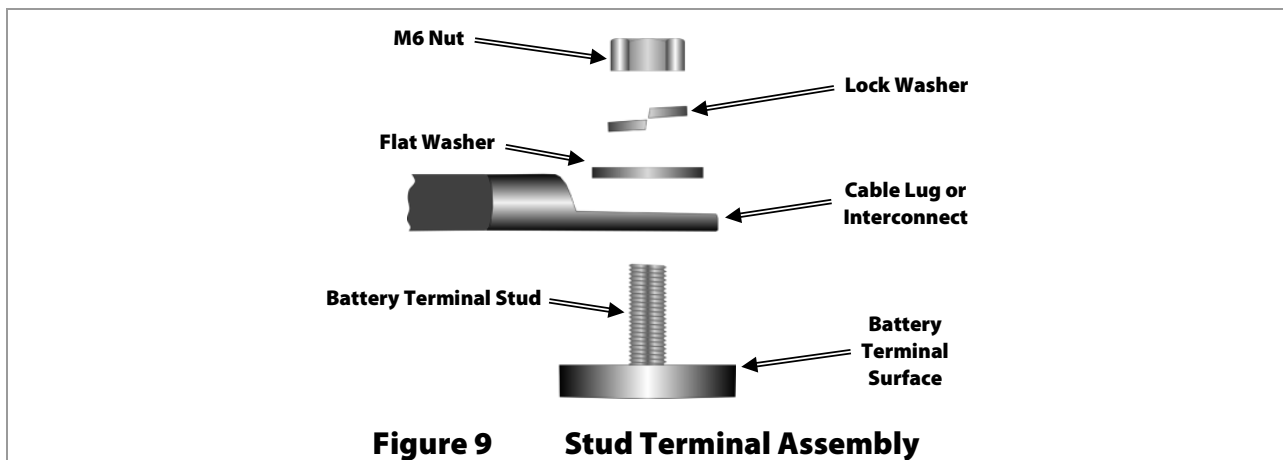 M6 Nut
Lock Washer
Flat Washer
Cable Lug or
Interconnect
Battery Terminal Stud
Battery
Terminal
Surface
Figure 9 Stud Terminal Assembly